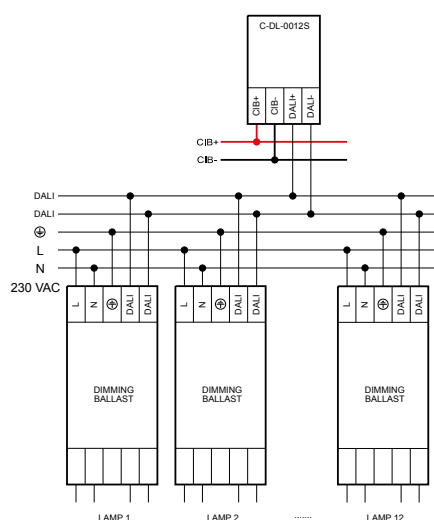 C-DL-0012S
CIB+ CIB- DALI+ DALI-
CIB+
CIB-
DALI
DALI
L
N
230 VAC
L N DALI DALI
L N DALI DALI
L N DALI DALI
DIMMING
BALLAST
DIMMING
BALLAST
DIMMING
BALLAST
LAMP 1
LAMP 2
........
LAMP 12